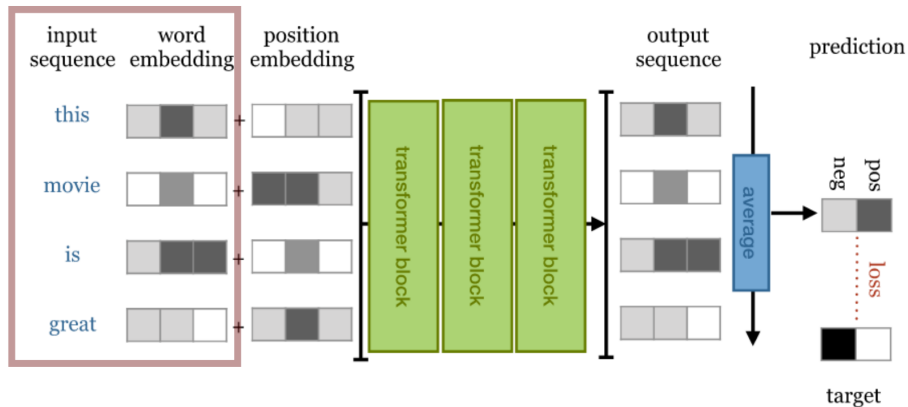 input sequence
word embedding
position embedding
output sequence
prediction
this
+
movie
+
is
+
great
+
transformer block
transformer block
transformer block
average
neg
pos
loss
target